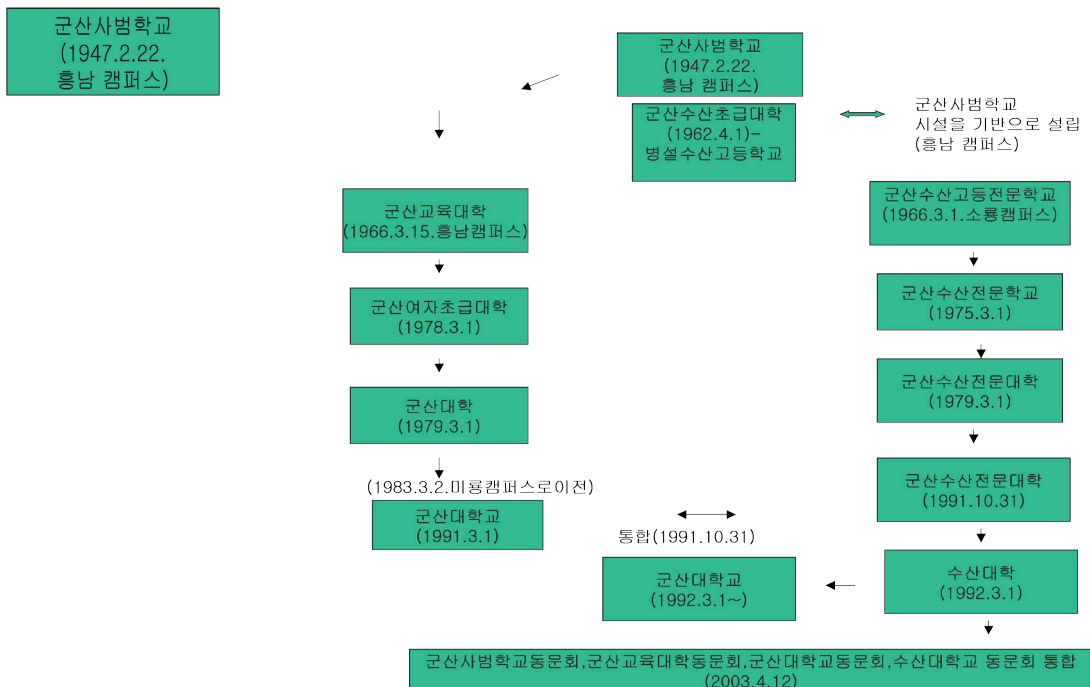 군산사범학교
(1947.2.22.
흥남 캠퍼스)
군산사범학교
(1947.2.22.
흥남 캠퍼스)
군산수산초급대학
(1962.4.1)-
병설수산고등학교
군산사범학교
시설을 기반으로 설립
(흥남 캠퍼스)
군산교육대학
(1966.3.15.흥남캠퍼스)
군산수산고등전문학교
(1966.3.1.소룡캠퍼스)
군산여자초급대학
(1978.3.1)
군산수산전문학교
(1975.3.1)
군산대학
(1979.3.1)
군산수산전문대학
(1979.3.1)
(1983.3.2.미룡캠퍼스로이전)
군산대학교
(1991.3.1)
군산수산전문대학
(1991.10.31)
통합(1991.10.31)
군산대학교
(1992.3.1~)
수산대학
(1992.3.1)
군산사범학교동문회,군산교육대학동문회,군산대학교동문회,수산대학교 동문회 통합
(2003.4.12)